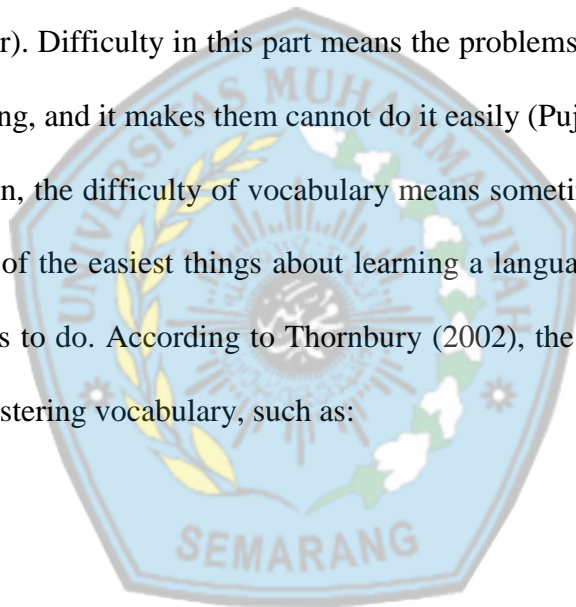 r). Difficulty in this part means the problems
ng, and it makes them cannot do it easily (Puj
n, the difficulty of vocabulary means someti
of the easiest things about learning a langua
s to do. According to Thornbury (2002), the
stering vocabulary, such as:
UNIVERSITAS MUHAMMADIYAH
SEMARANG